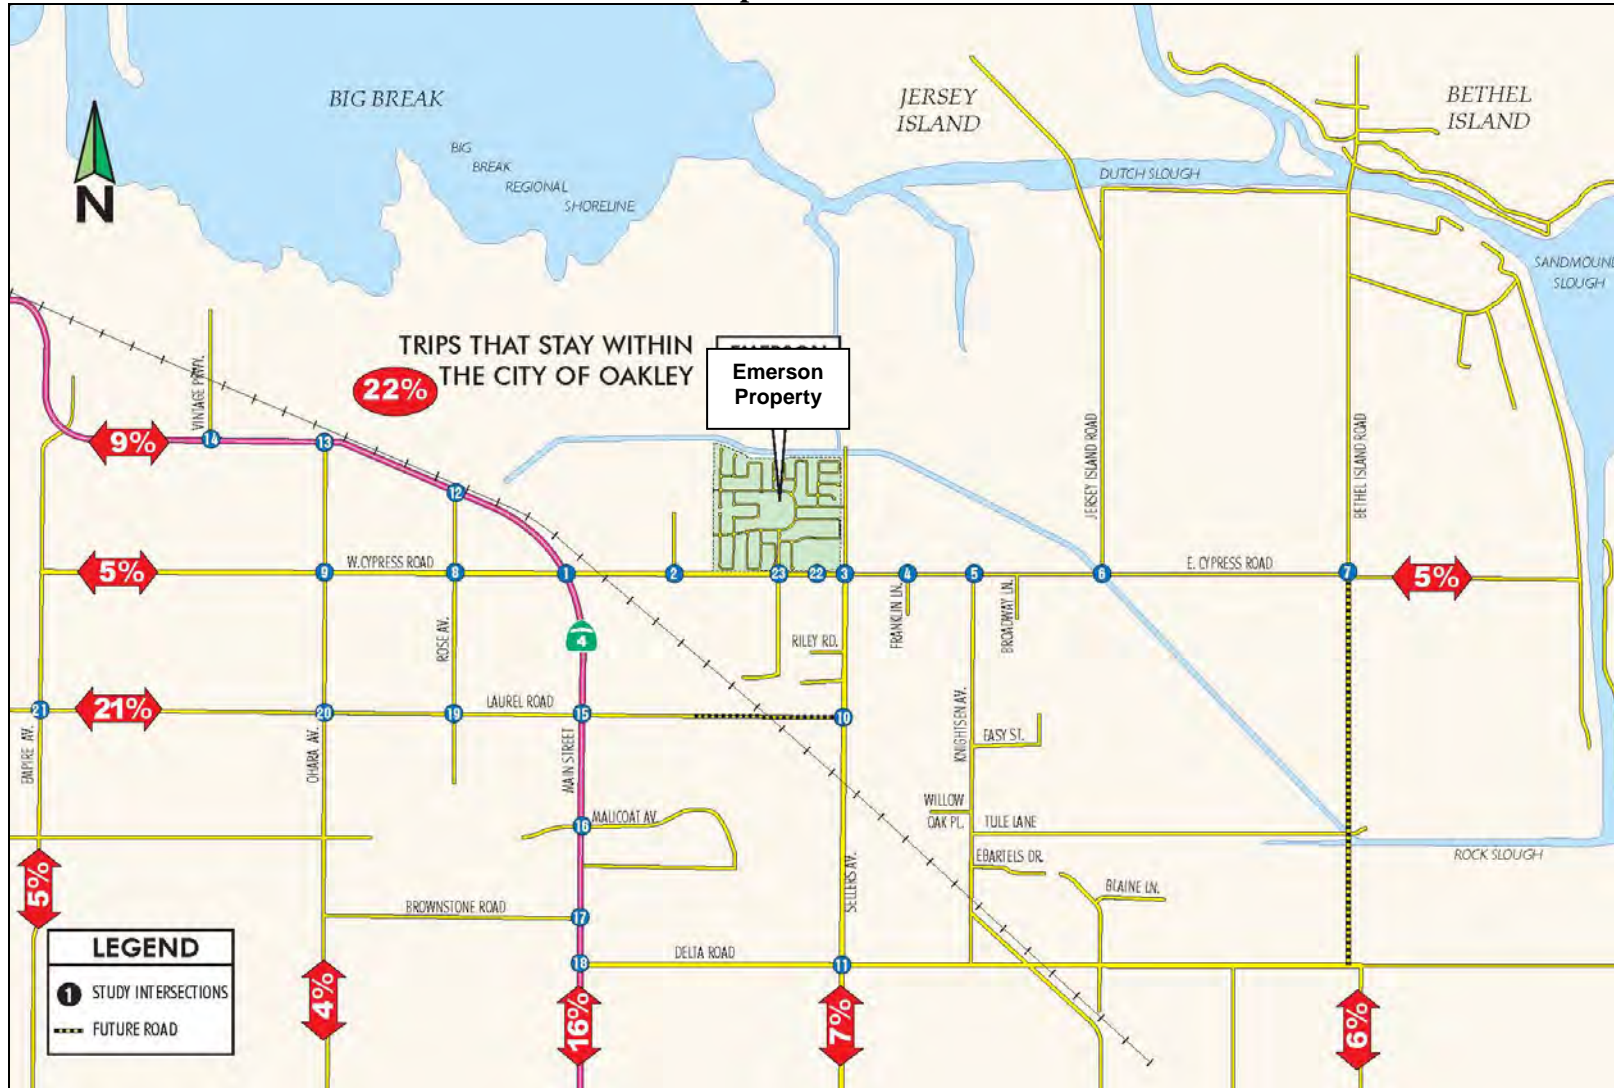 BIG BREAK
JERSEY
ISLAND
BETHEL
ISLAND
BIG
BREAK
REGIONAL
SHORELINE
DUTCH SLOUGH
N
SANDMOUND
SLOUGH
TRIPS THAT STAY WITHIN
THE CITY OF OAKLEY
22%
Emerson
Property
VINTAGE PKWY.
9%
14
13
12
JERSEY ISLAND ROAD
BETHEL ISLAND ROAD
5%
W.CYPRESS ROAD
9
8
1
2
23
22
3
4
5
6
E. CYPRESS ROAD
7
5%
ROSE AV.
4
RILEY RD.
FRANKLIN LN.
BROADWAY LN.
21
21%
20
19
LAUREL ROAD
15
10
EMPIRE AV.
OHARA AV.
MAIN STREET
KNIGHTSEN AV.
EASY ST.
16
MALICOAT AV.
WILLOW
OAK PL.
TULE LANE
ROCK SLOUGH
5%
SELLERS AV.
EBARTELS DR.
BLAINE LN.
BROWNSTONE ROAD
17
18
DELTA ROAD
11
LEGEND
1 STUDY INTERSECTIONS
FUTURE ROAD
4%
16%
7%
6%